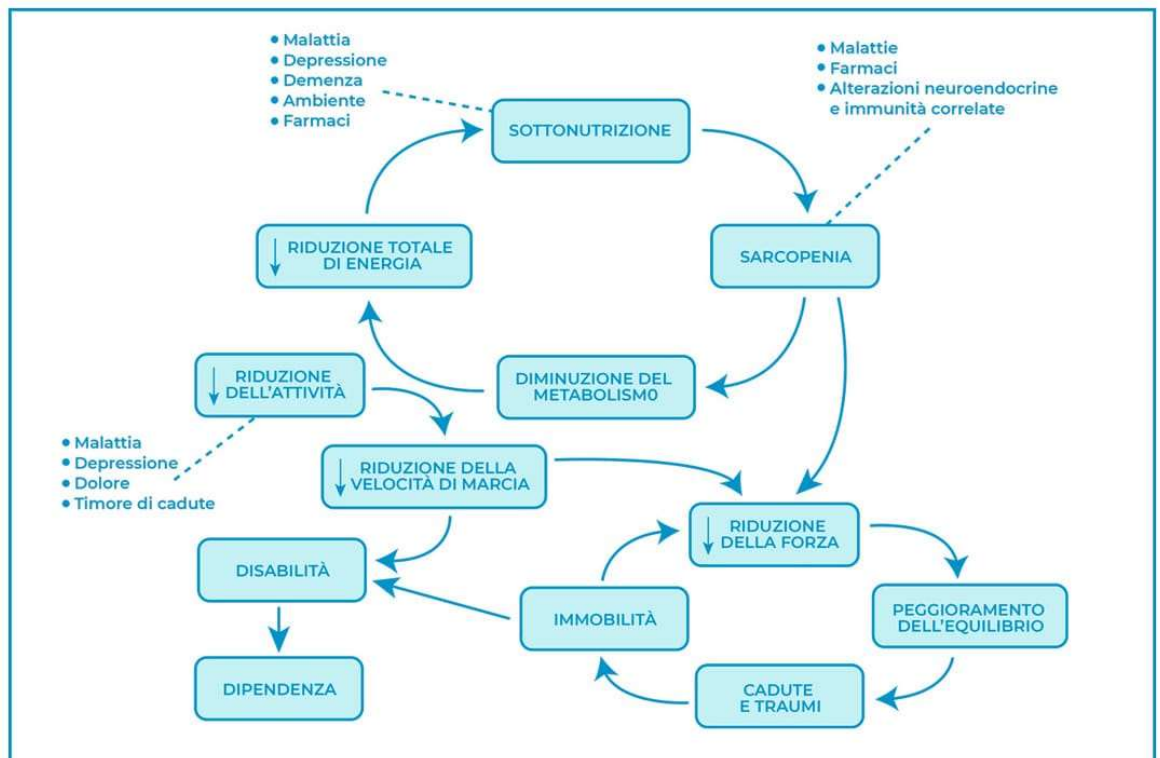 • Malattia
• Depressione
• Demenza
• Ambiente
• Farmaci
• Malattie
• Farmaci
• Alterazioni neuroendocrine
e immunità correlate
SOTTONUTRIZIONE
↓ RIDUZIONE TOTALE
DI ENERGIA
SARCOPENIA
↓ RIDUZIONE
DELL'ATTIVITÀ
DIMINUZIONE DEL
METABOLISM0
• Malattia
• Depressione
• Dolore
• Timore di cadute
↓ RIDUZIONE DELLA
VELOCITÀ DI MARCIA
↓ RIDUZIONE
DELLA FORZA
DISABILITÀ
IMMOBILITÀ
PEGGIORAMENTO
DELL'EQUILIBRIO
DIPENDENZA
CADUTE
E TRAUMI